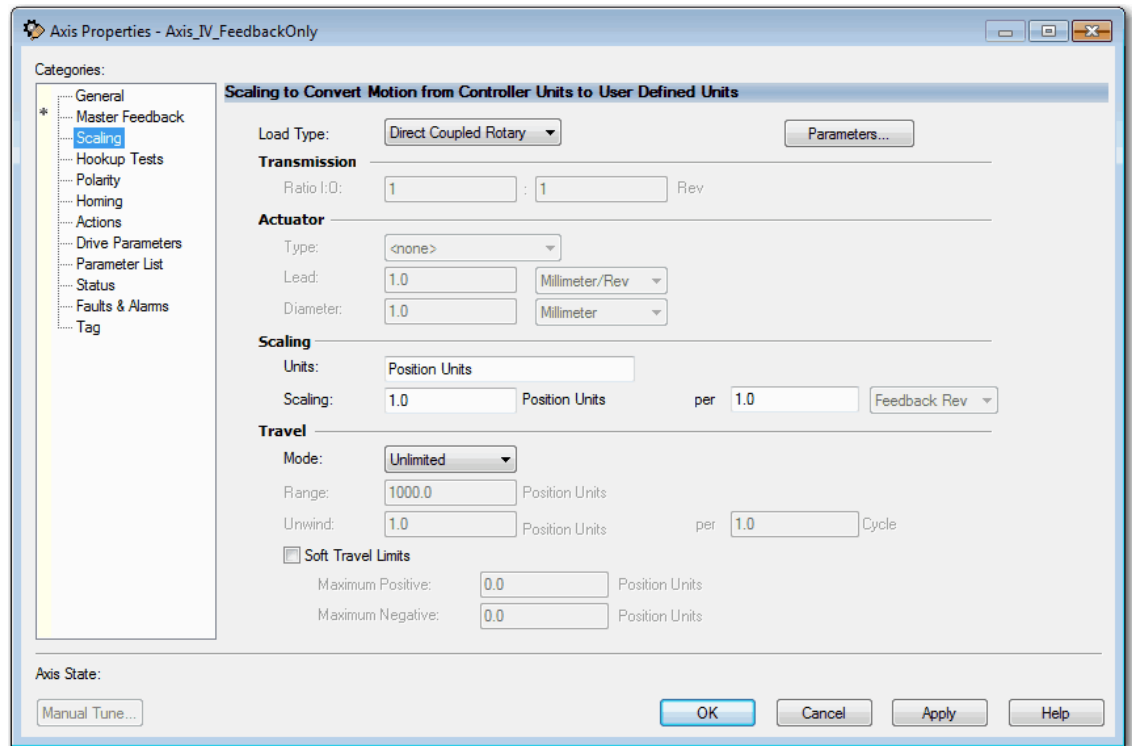 Axis Properties - Axis_IV_FeedbackOnly
Categories:
General
* Master Feedback
Scaling
Hookup Tests
Polarity
Homing
Actions
Drive Parameters
Parameter List
Status
Faults & Alarms
Tag
Scaling to Convert Motion from Controller Units to User Defined Units
Load Type: Direct Coupled Rotary Parameters...
Transmission
Ratio I:O: 1 : 1 Rev
Actuator
Type: <none>
Lead: 1.0 Millimeter/Rev
Diameter: 1.0 Millimeter
Scaling
Units: Position Units
Scaling: 1.0 Position Units per 1.0 Feedback Rev
Travel
Mode: Unlimited
Range: 1000.0 Position Units
Unwind: 1.0 Position Units per 1.0 Cycle
Soft Travel Limits
Maximum Positive: 0.0 Position Units
Maximum Negative: 0.0 Position Units
Axis State:
Manual Tune... OK Cancel Apply Help